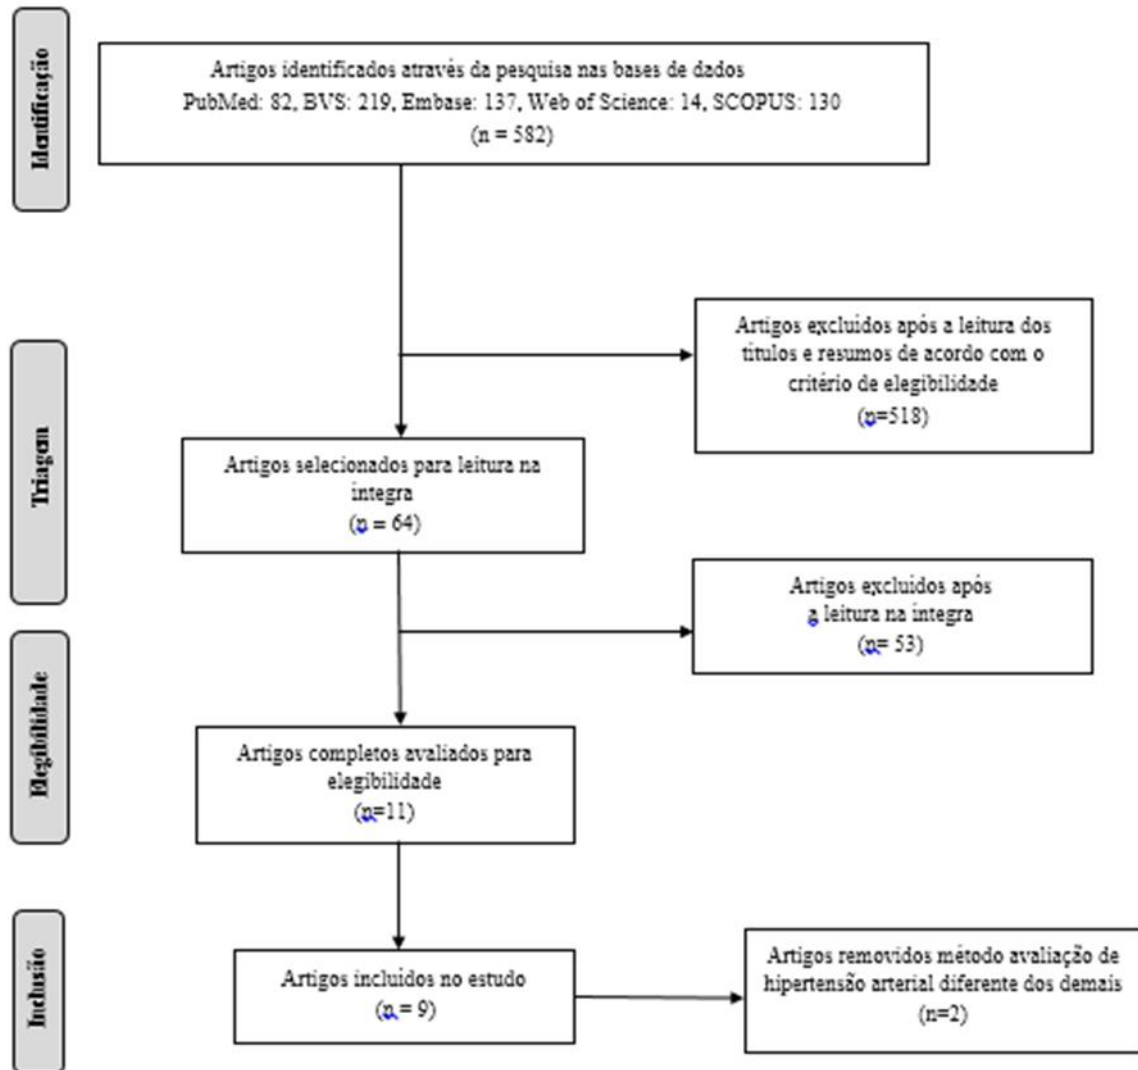 Identificação
Artigos identificados através da pesquisa nas bases de dados
PubMed: 82, BVS: 219, Embase: 137, Web of Science: 14, SCOPUS: 130
(n = 582)
Artigos excluídos após a leitura dos
títulos e resumos de acordo com o
critério de elegibilidade
(n=518)
Triagem
Artigos selecionados para leitura na
íntegra
(n = 64)
Artigos excluídos após
a leitura na íntegra
(n= 53)
Elegibilidade
Artigos completos avaliados para
elegibilidade
(n=11)
Inclusão
Artigos incluídos no estudo
(n = 9)
Artigos removidos método avaliação de
hipertensão arterial diferente dos demais
(n=2)